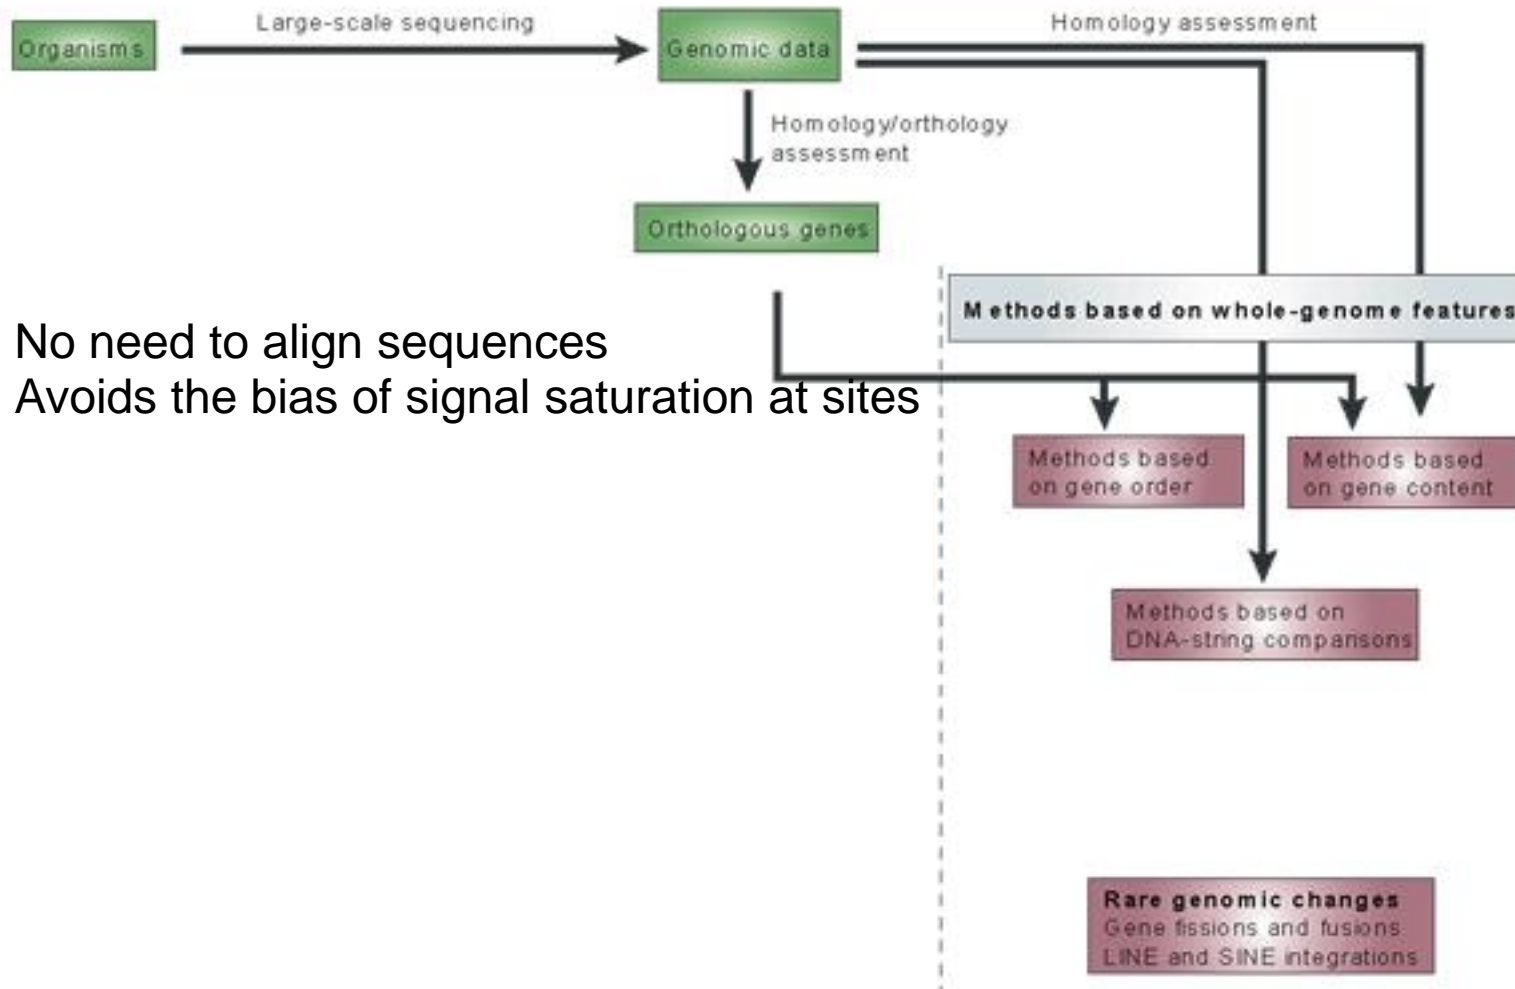 Large-scale sequencing
Homology assessment
Organisms
Genomic data
Homology/orthology
assessment
Orthologous genes
Methods based on whole-genome features
No need to align sequences
Avoids the bias of signal saturation at sites
Methods based
on gene order
Methods based
on gene content
Methods based on
DNA-string comparisons
Rare genomic changes
Gene fissions and fusions
LINE and SINE integrations